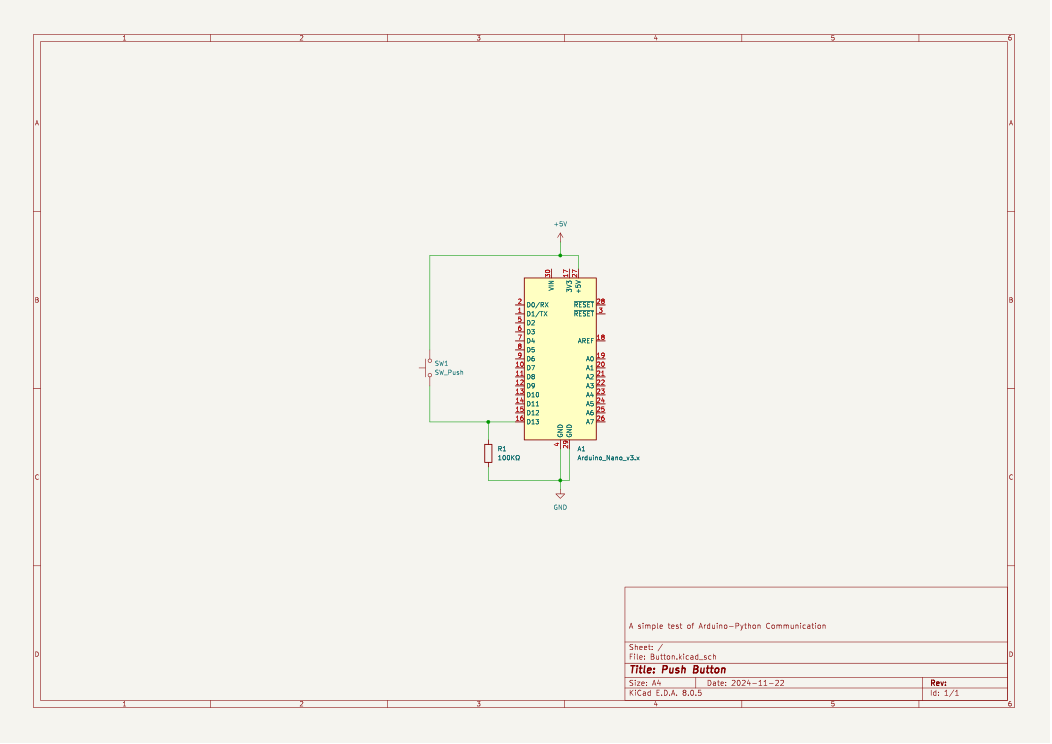 1 2 3 4 5 6
A A
+5V
30 17 27
VIN 3V3 +5V
B B
2 D0/RX RESET 28
1 D1/TX RESET 3
5 D2
6 D3
7 D4 AREF 18
8 D5
9 D6 A0 19
10 D7 A1 20
11 D8 A2 21
12 D9 A3 22
13 D10 A4 23
14 D11 A5 24
15 D12 A6 25
16 D13 A7 26
SW1
SW_Push
GND GND
4 29
R1
100KΩ
A1
Arduino_Nano_v3.x
C C
GND
A simple test of Arduino-Python Communication
Sheet: /
File: Button.kicad_sch
D D
Title: Push Button
Size: A4 Date: 2024-11-22 Rev:
KiCad E.D.A. 8.0.5 Id: 1/1
1 2 3 4 5 6